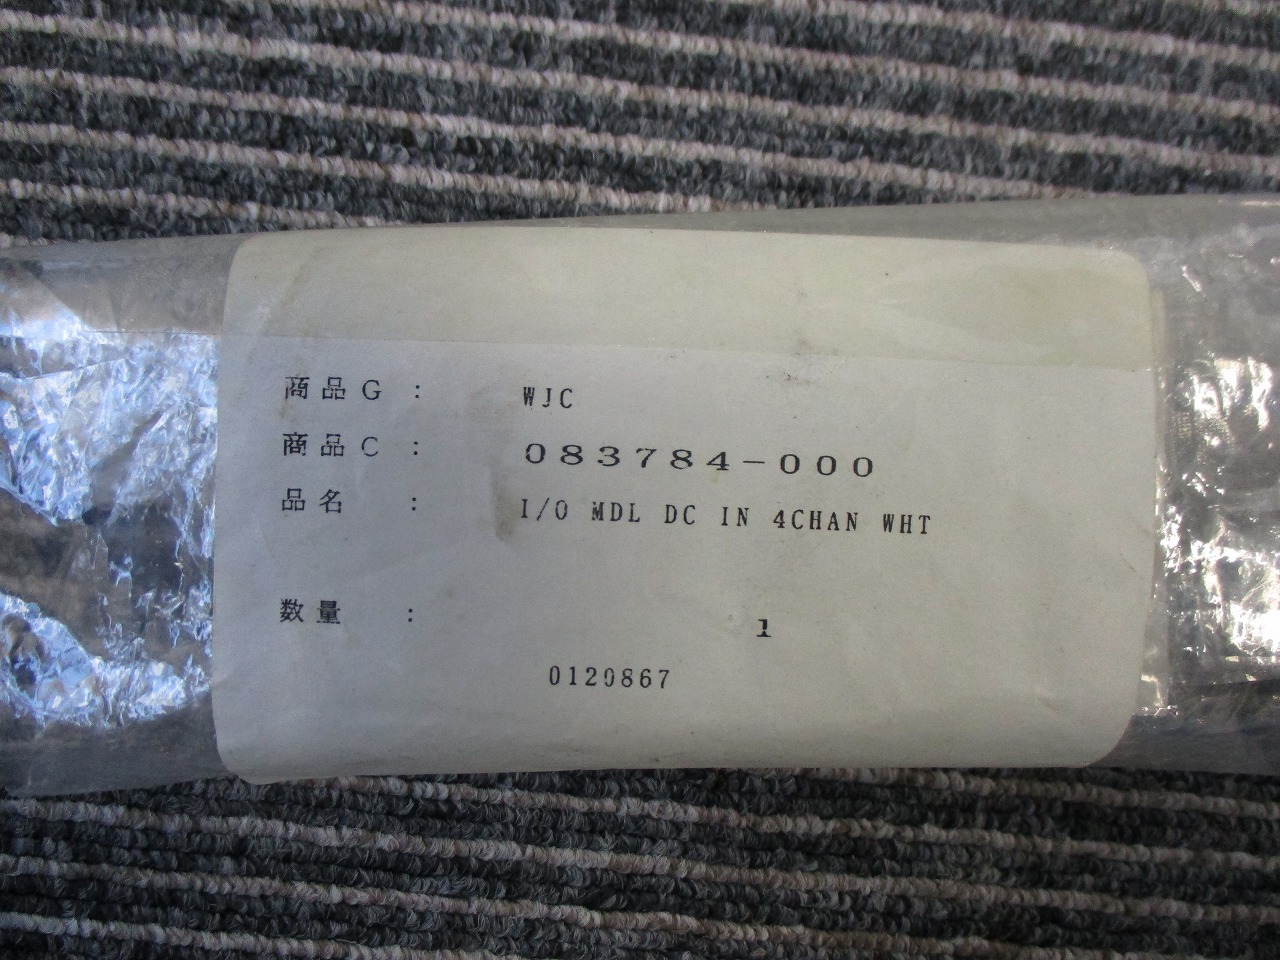 商品G : WJC
商品C : 083784-000
品名 : I/O MDL DC IN 4CHAN WHT
数量 : 1
0120867